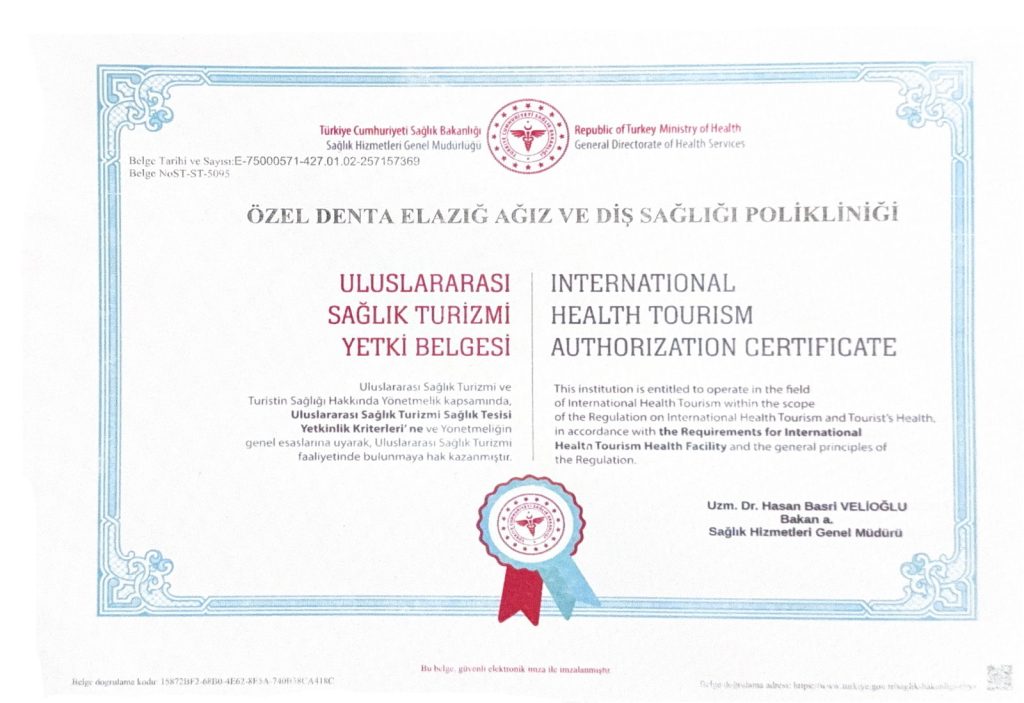 Türkiye Cumhuriyeti Sağlık Bakanlığı
Sağlık Hizmetleri Genel Müdürlüğü
Republic of Turkey Ministry of Health
General Directorate of Health Services
Belge Tarihi ve Sayısı:E-75000571-427.01.02-257157369
Belge NoST-ST-5095
ÖZEL DENTA ELAZIĞ AĞIZ VE DİŞ SAĞLIĞI POLİKLİNİĞİ
ULUSLARARASI
SAĞLIK TURİZMİ
YETKİ BELGESİ
Uluslararası Sağlık Turizmi ve
Turistin Sağlığı Hakkında Yönetmelik kapsamında,
Uluslararası Sağlık Turizmi Sağlık Tesisi
Yetkinlik Kriterleri' ne ve Yönetmeliğin
genel esaslarına uyarak, Uluslararası Sağlık Turizmi
faaliyetinde bulunmaya hak kazanmıştır.
INTERNATIONAL
HEALTH TOURISM
AUTHORIZATION CERTIFICATE
This institution is entitled to operate in the field
of International Health Tourism within the scope
of the Regulation on International Health Tourism and Tourist's Health,
in accordance with the Requirements for International
Health Tourism Health Facility and the general principles of
the Regulation.
Uzm. Dr. Hasan Basri VELİOĞLU
Bakan a.
Sağlık Hizmetleri Genel Müdürü
Bu belge, güvenli elektronik imza ile imzalanmıştır.
Belge doğrulama kodu:
Belge doğrulama adresi: